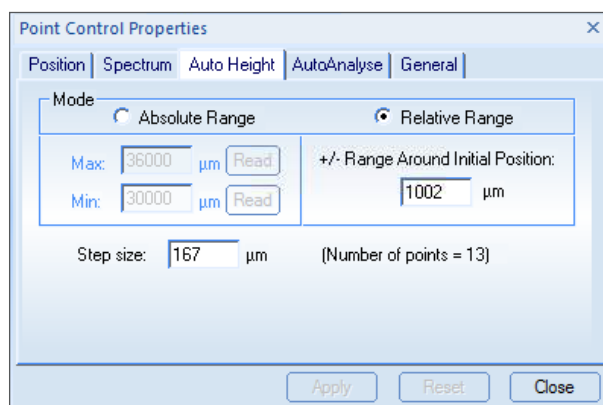 Point Control Properties
Position Spectrum Auto Height AutoAnalyse General
Mode
Absolute Range Relative Range
Max: 36000 µm Read
Min: 30000 µm Read
+/- Range Around Initial Position:
1002 µm
Step size: 167 µm (Number of points = 13)
Apply Reset Close